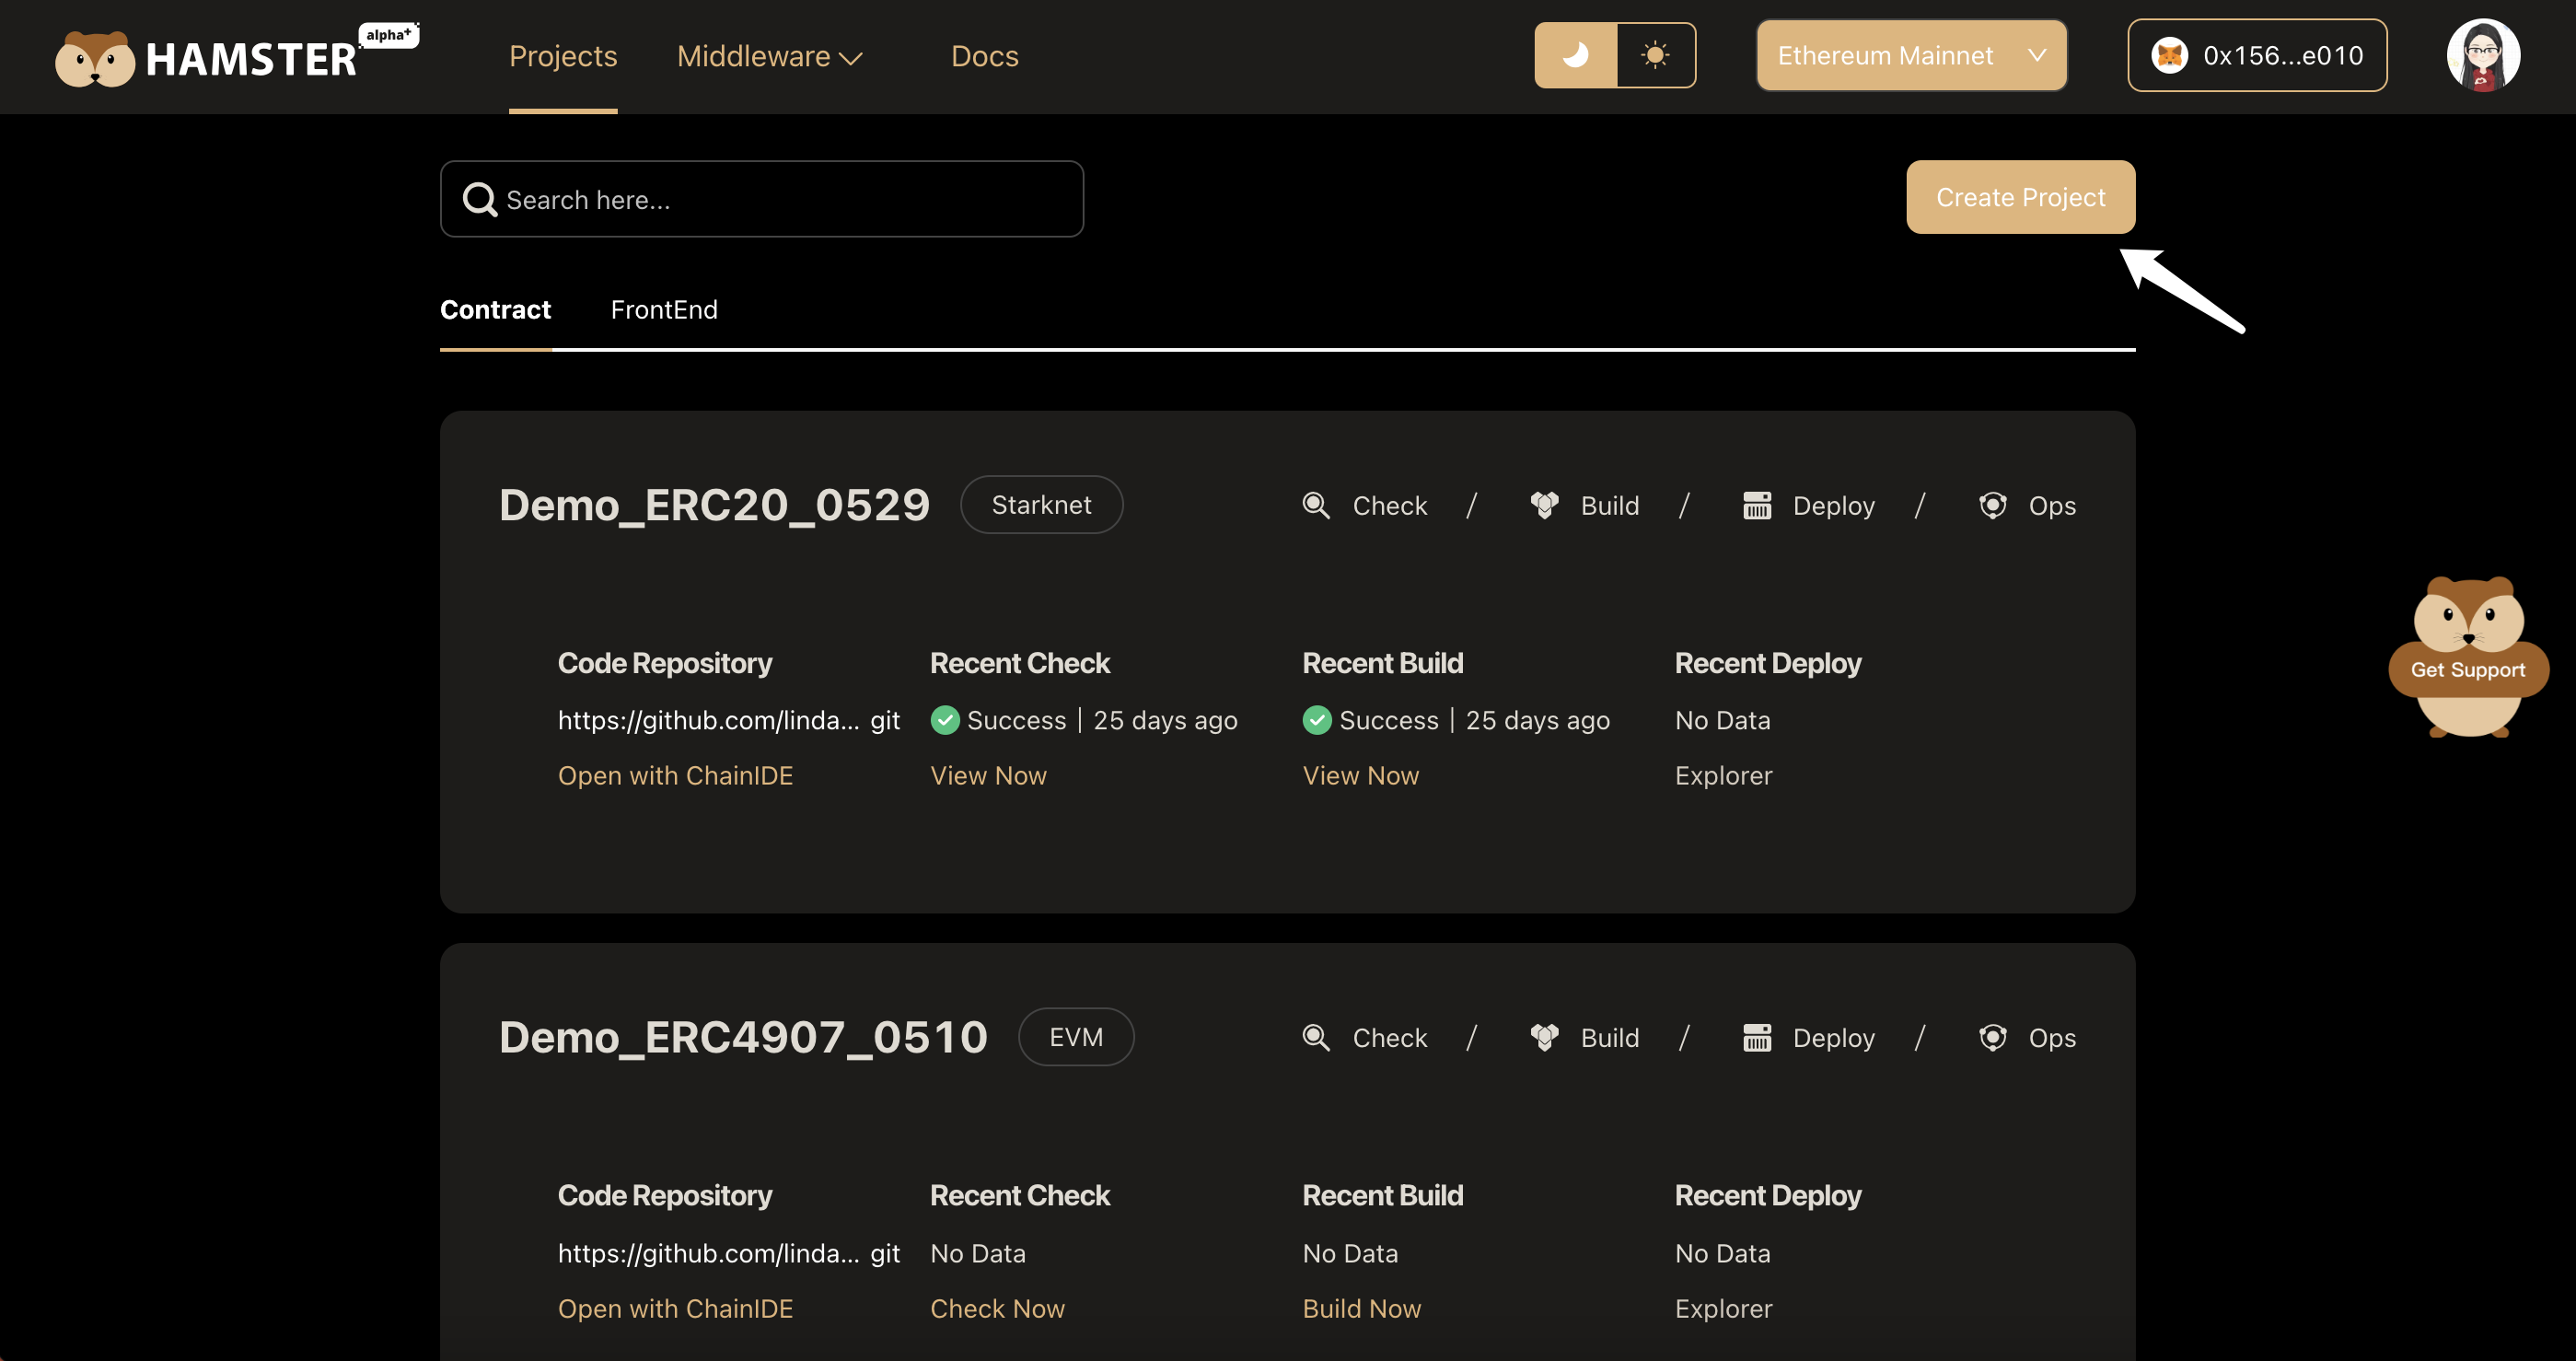 HAMSTER alpha+ Projects Middleware Docs Ethereum Mainnet 0x156...e010
Search here... Create Project
Contract FrontEnd
Demo_ERC20_0529 Starknet Check / Build / Deploy / Ops
Code Repository Recent Check Recent Build Recent Deploy
https://github.com/linda... git Success | 25 days ago Success | 25 days ago No Data
Open with ChainIDE View Now View Now Explorer
Get Support
Demo_ERC4907_0510 EVM Check / Build / Deploy / Ops
Code Repository Recent Check Recent Build Recent Deploy
https://github.com/linda... git No Data No Data No Data
Open with ChainIDE Check Now Build Now Explorer